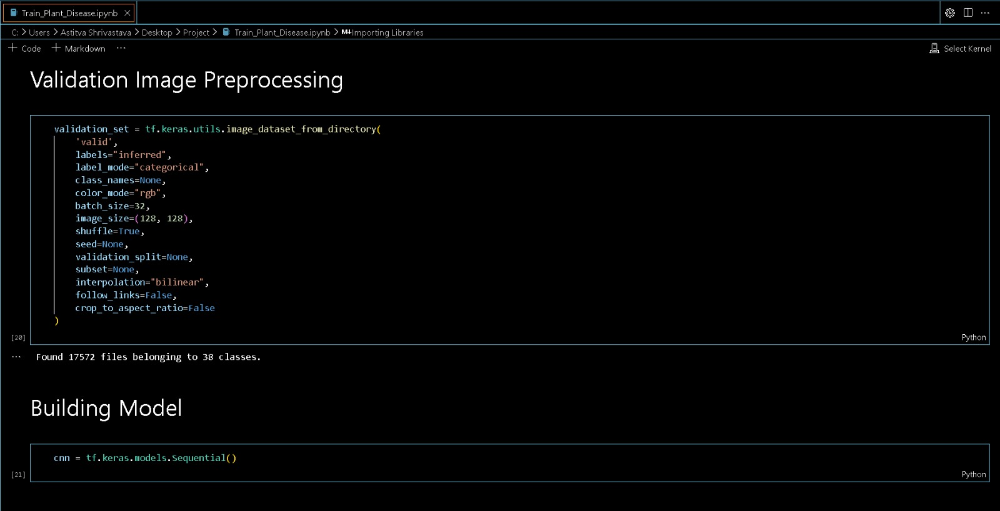 Train_Plant_Disease.ipynb ×
C: > Users > Astitva Shrivastava > Desktop > Project > Train_Plant_Disease.ipynb > M↓Importing Libraries
+ Code + Markdown ···
Select Kernel
Validation Image Preprocessing
validation_set = tf.keras.utils.image_dataset_from_directory(
    'valid',
    labels="inferred",
    label_mode="categorical",
    class_names=None,
    color_mode="rgb",
    batch_size=32,
    image_size=(128, 128),
    shuffle=True,
    seed=None,
    validation_split=None,
    subset=None,
    interpolation="bilinear",
    follow_links=False,
    crop_to_aspect_ratio=False
)
[20]
Python
··· Found 17572 files belonging to 38 classes.
Building Model
cnn = tf.keras.models.Sequential()
[21]
Python